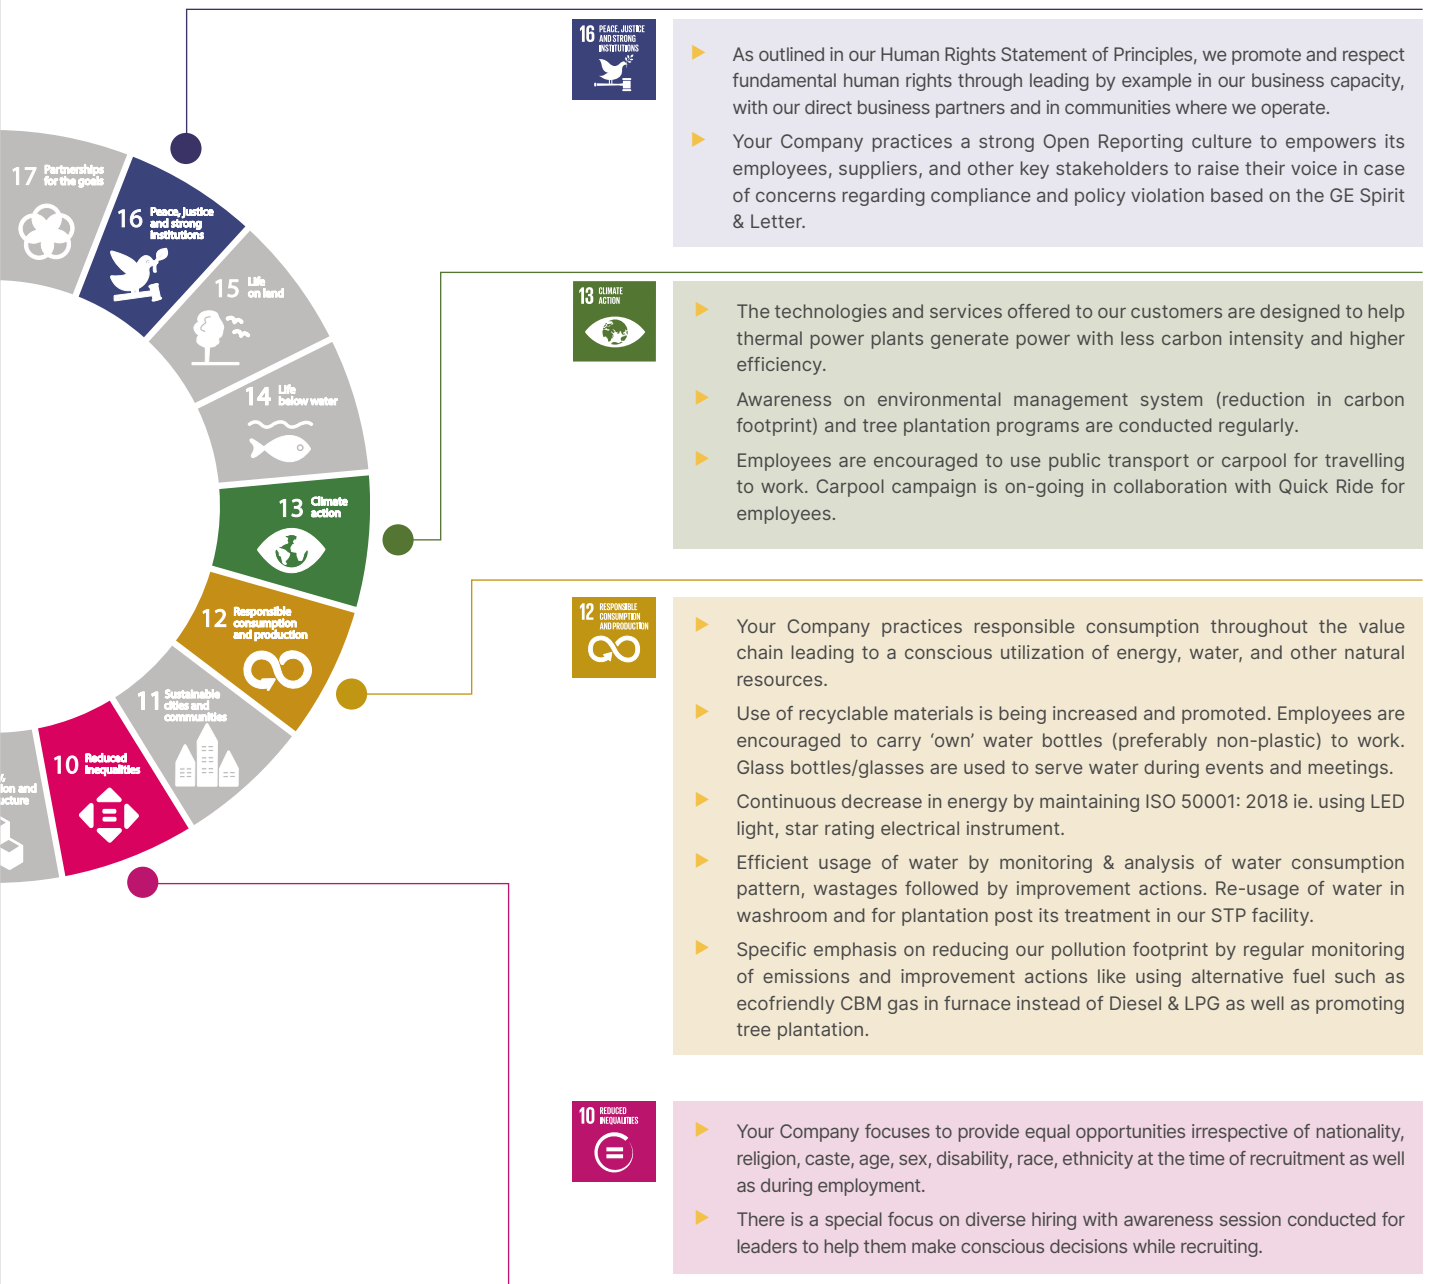 17 Partnerships
for the goals
16 Peace, justice
and strong
institutions
15 Life
on land
14 Life
below water
13 Climate
action
12 Responsible
consumption
and production
11 Sustainable
cities and
communities
10 Reduced
inequalities
%
ion and
ucture
16 PEACE, JUSTICE
AND STRONG
INSTITUTIONS
As outlined in our Human Rights Statement of Principles, we promote and respect
fundamental human rights through leading by example in our business capacity,
with our direct business partners and in communities where we operate.
Your Company practices a strong Open Reporting culture to empowers its
employees, suppliers, and other key stakeholders to raise their voice in case
of concerns regarding compliance and policy violation based on the GE Spirit
& Letter.
13 CLIMATE
ACTION
The technologies and services offered to our customers are designed to help
thermal power plants generate power with less carbon intensity and higher
efficiency.
Awareness on environmental management system (reduction in carbon
footprint) and tree plantation programs are conducted regularly.
Employees are encouraged to use public transport or carpool for travelling
to work. Carpool campaign is on-going in collaboration with Quick Ride for
employees.
12 RESPONSIBLE
CONSUMPTION
AND PRODUCTION
Your Company practices responsible consumption throughout the value
chain leading to a conscious utilization of energy, water, and other natural
resources.
Use of recyclable materials is being increased and promoted. Employees are
encouraged to carry ‘own’ water bottles (preferably non-plastic) to work.
Glass bottles/glasses are used to serve water during events and meetings.
Continuous decrease in energy by maintaining ISO 50001: 2018 ie. using LED
light, star rating electrical instrument.
Efficient usage of water by monitoring & analysis of water consumption
pattern, wastages followed by improvement actions. Re-usage of water in
washroom and for plantation post its treatment in our STP facility.
Specific emphasis on reducing our pollution footprint by regular monitoring
of emissions and improvement actions like using alternative fuel such as
ecofriendly CBM gas in furnace instead of Diesel & LPG as well as promoting
tree plantation.
10 REDUCED
INEQUALITIES
Your Company focuses to provide equal opportunities irrespective of nationality,
religion, caste, age, sex, disability, race, ethnicity at the time of recruitment as well
as during employment.
There is a special focus on diverse hiring with awareness session conducted for
leaders to help them make conscious decisions while recruiting.